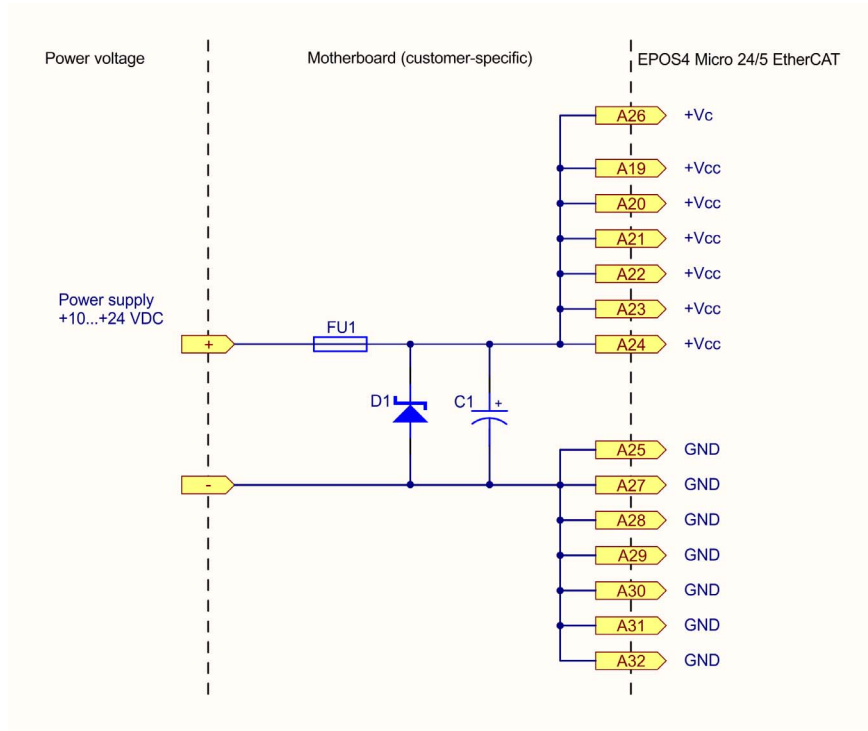 Power voltage
Motherboard (customer-specific)
EPOS4 Micro 24/5 EtherCAT
A26 +Vc
A19 +Vcc
A20 +Vcc
A21 +Vcc
A22 +Vcc
A23 +Vcc
Power supply
+10...+24 VDC
+
FU1
A24 +Vcc
D1
C1 +
A25 GND
-
A27 GND
A28 GND
A29 GND
A30 GND
A31 GND
A32 GND